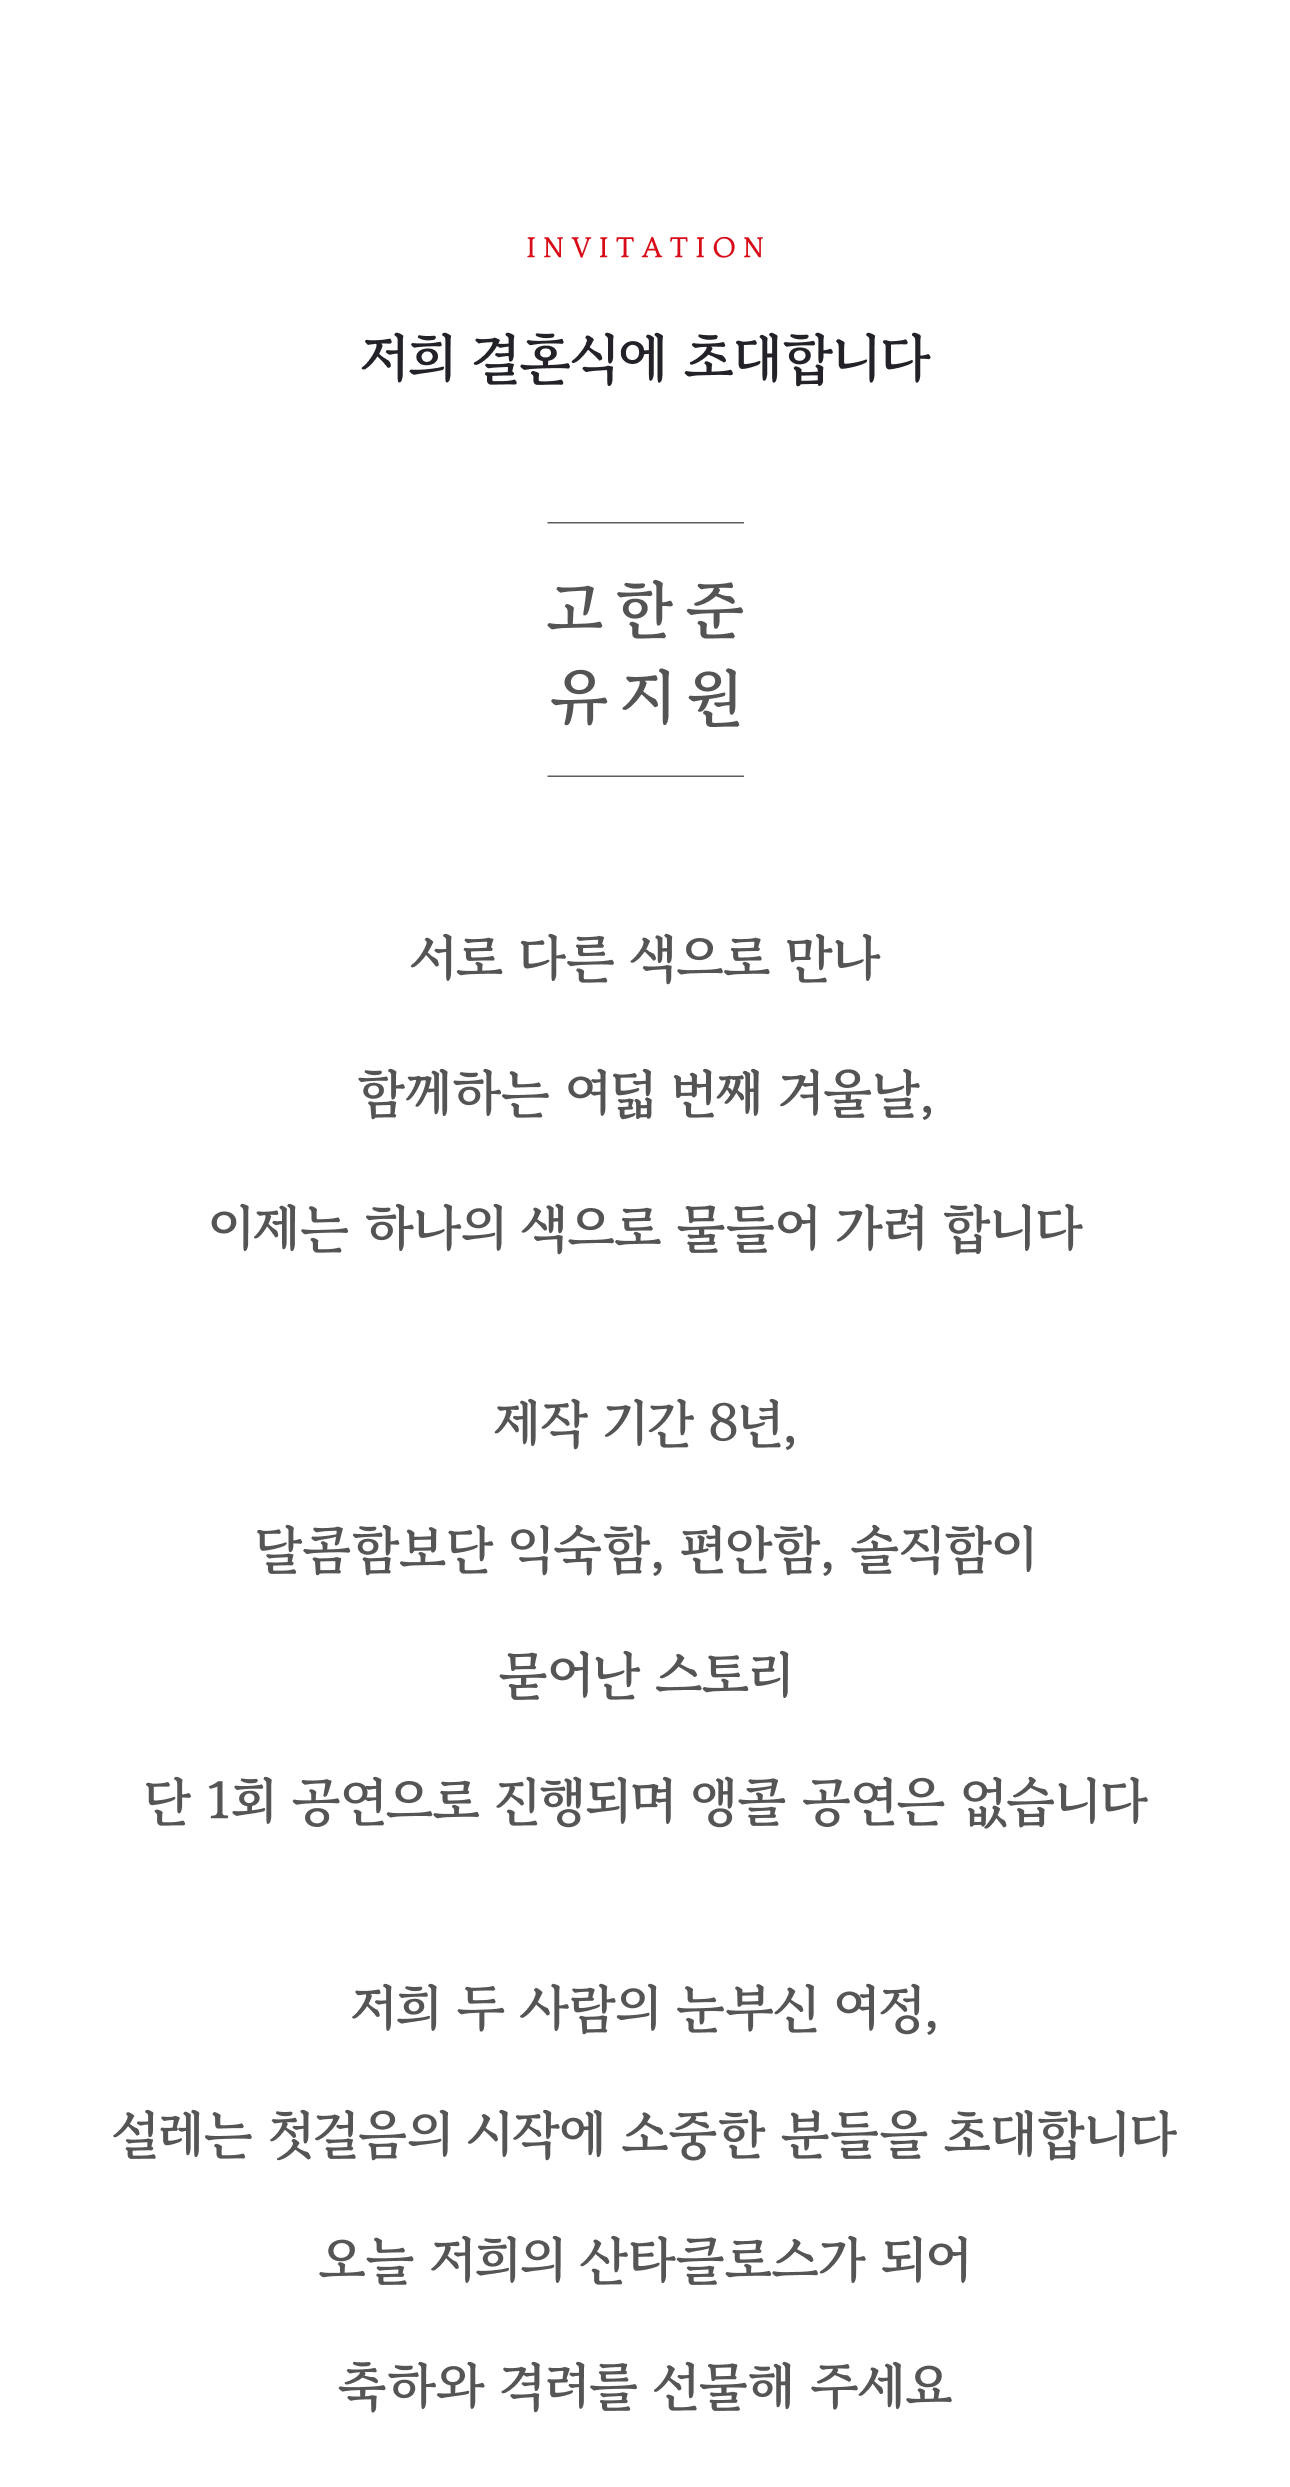 INVITATION
저희 결혼식에 초대합니다
고한준
유지원
서로 다른 색으로 만나
함께하는 여덟 번째 겨울날,
이제는 하나의 색으로 물들어 가려 합니다
제작 기간 8년,
달콤함보단 익숙함, 편안함, 솔직함이
묻어난 스토리
단 1회 공연으로 진행되며 앵콜 공연은 없습니다
저희 두 사람의 눈부신 여정,
설레는 첫걸음의 시작에 소중한 분들을 초대합니다
오늘 저희의 산타클로스가 되어
축하와 격려를 선물해 주세요